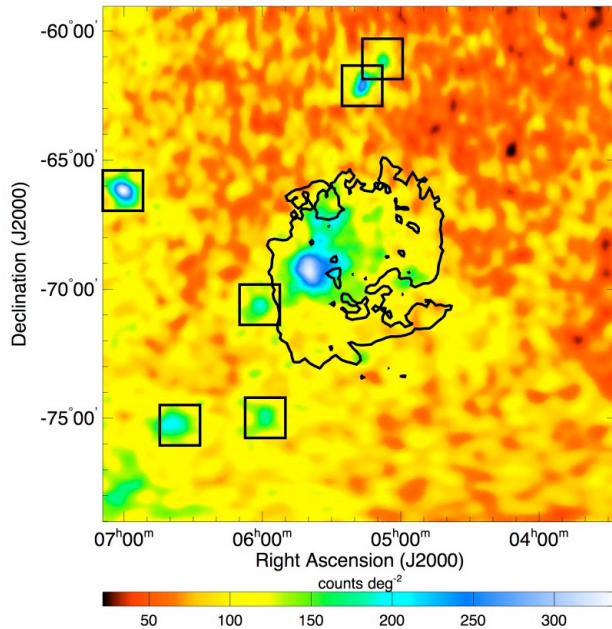 -60°00'
-65°00'
-70°00'
-75°00'
Declination (J2000)
07ʰ00ᵐ 06ʰ00ᵐ 05ʰ00ᵐ 04ʰ00ᵐ
Right Ascension (J2000)
counts deg⁻²
50 100 150 200 250 300